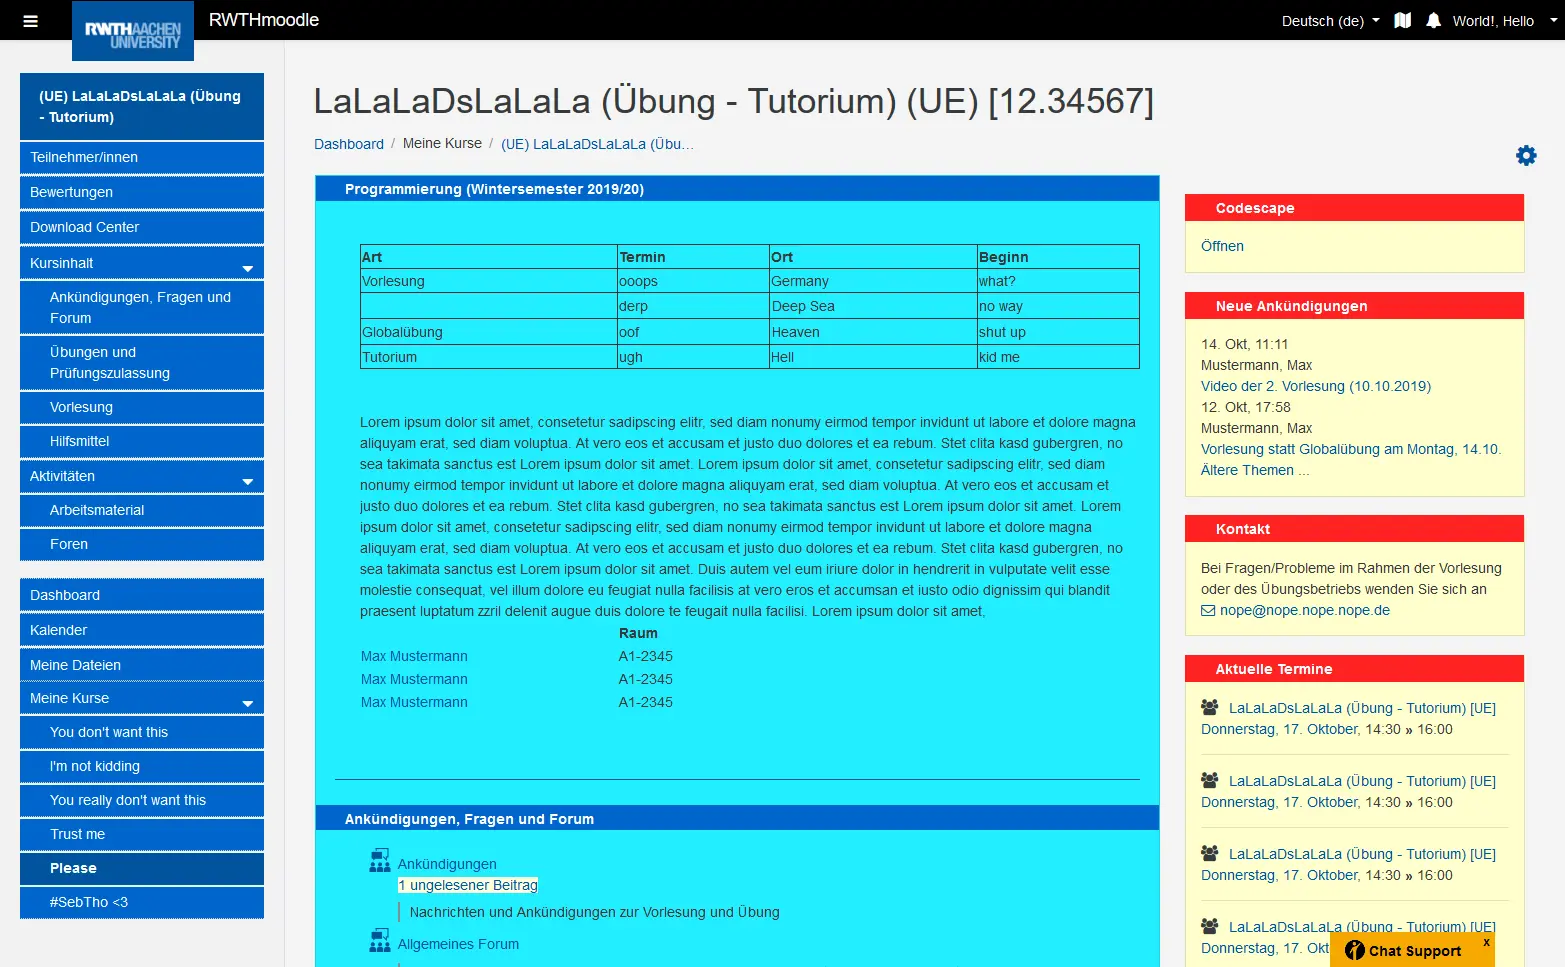 RWTHmoodle
Deutsch (de)
World!, Hello
RWTHAACHEN
UNIVERSITY
(UE) LaLaLaDsLaLaLa (Übung
- Tutorium)
Teilnehmer/innen
Bewertungen
Download Center
Kursinhalt
Ankündigungen, Fragen und
Forum
Übungen und
Prüfungszulassung
Vorlesung
Hilfsmittel
Aktivitäten
Arbeitsmaterial
Foren
Dashboard
Kalender
Meine Dateien
Meine Kurse
You don't want this
I'm not kidding
You really don't want this
Trust me
Please
#SebTho <3
LaLaLaDsLaLaLa (Übung - Tutorium) (UE) [12.34567]
Dashboard / Meine Kurse / (UE) LaLaLaDsLaLaLa (Übu…
Programmierung (Wintersemester 2019/20)
Art Termin Ort Beginn
Vorlesung ooops Germany what?
derp Deep Sea no way
Globalübung oof Heaven shut up
Tutorium ugh Hell kid me
Lorem ipsum dolor sit amet, consetetur sadipscing elitr, sed diam nonumy eirmod tempor invidunt ut labore et dolore magna
aliquyam erat, sed diam voluptua. At vero eos et accusam et justo duo dolores et ea rebum. Stet clita kasd gubergren, no
sea takimata sanctus est Lorem ipsum dolor sit amet. Lorem ipsum dolor sit amet, consetetur sadipscing elitr, sed diam
nonumy eirmod tempor invidunt ut labore et dolore magna aliquyam erat, sed diam voluptua. At vero eos et accusam et
justo duo dolores et ea rebum. Stet clita kasd gubergren, no sea takimata sanctus est Lorem ipsum dolor sit amet. Lorem
ipsum dolor sit amet, consetetur sadipscing elitr, sed diam nonumy eirmod tempor invidunt ut labore et dolore magna
aliquyam erat, sed diam voluptua. At vero eos et accusam et justo duo dolores et ea rebum. Stet clita kasd gubergren, no
sea takimata sanctus est Lorem ipsum dolor sit amet. Duis autem vel eum iriure dolor in hendrerit in vulputate velit esse
molestie consequat, vel illum dolore eu feugiat nulla facilisis at vero eros et accumsan et iusto odio dignissim qui blandit
praesent luptatum zzril delenit augue duis dolore te feugait nulla facilisi. Lorem ipsum dolor sit amet,
Raum
Max Mustermann A1-2345
Max Mustermann A1-2345
Max Mustermann A1-2345
Ankündigungen, Fragen und Forum
Ankündigungen
1 ungelesener Beitrag
Nachrichten und Ankündigungen zur Vorlesung und Übung
Allgemeines Forum
Codescape
Öffnen
Neue Ankündigungen
14. Okt, 11:11
Mustermann, Max
Video der 2. Vorlesung (10.10.2019)
12. Okt, 17:58
Mustermann, Max
Vorlesung statt Globalübung am Montag, 14.10.
Ältere Themen ...
Kontakt
Bei Fragen/Probleme im Rahmen der Vorlesung
oder des Übungsbetriebs wenden Sie sich an
nope@nope.nope.nope.de
Aktuelle Termine
LaLaLaDsLaLaLa (Übung - Tutorium) [UE]
Donnerstag, 17. Oktober, 14:30 » 16:00
LaLaLaDsLaLaLa (Übung - Tutorium) [UE]
Donnerstag, 17. Oktober, 14:30 » 16:00
LaLaLaDsLaLaLa (Übung - Tutorium) [UE]
Donnerstag, 17. Oktober, 14:30 » 16:00
LaLaLaDsLaLaLa (Übung - Tutorium) [UE]
Donnerstag, 17. Okt
Chat Support
x